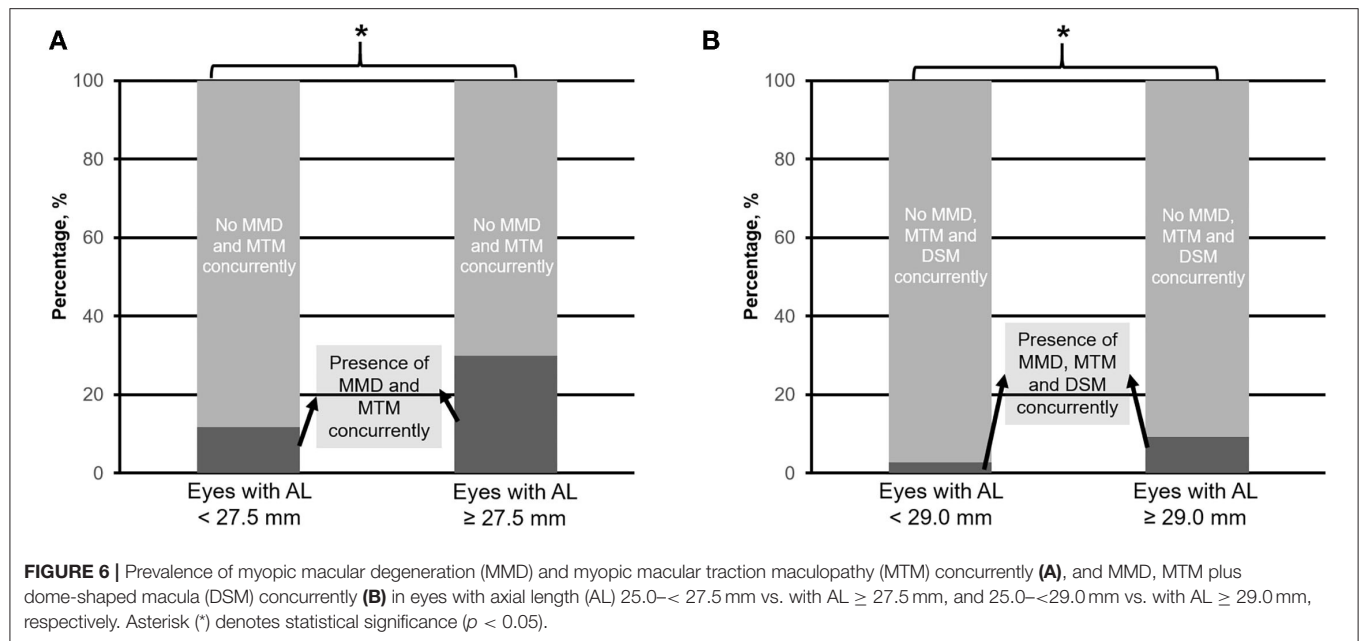 A
*
Percentage, %
100
80
60
40
20
0
No MMD
and MTM
concurrently
No MMD
and MTM
concurrently
Presence of
MMD and
MTM
concurrently
Eyes with AL
< 27.5 mm
Eyes with AL
≥ 27.5 mm
B
*
Percentage, %
100
80
60
40
20
0
No MMD,
MTM and
DSM
concurrently
No MMD,
MTM and
DSM
concurrently
Presence of
MMD, MTM
and DSM
concurrently
Eyes with AL
< 29.0 mm
Eyes with AL
≥ 29.0 mm
FIGURE 6 | Prevalence of myopic macular degeneration (MMD) and myopic macular traction maculopathy (MTM) concurrently (A), and MMD, MTM plus
dome-shaped macula (DSM) concurrently (B) in eyes with axial length (AL) 25.0–< 27.5 mm vs. with AL ≥ 27.5 mm, and 25.0–<29.0 mm vs. with AL ≥ 29.0 mm,
respectively. Asterisk (*) denotes statistical significance (p < 0.05).